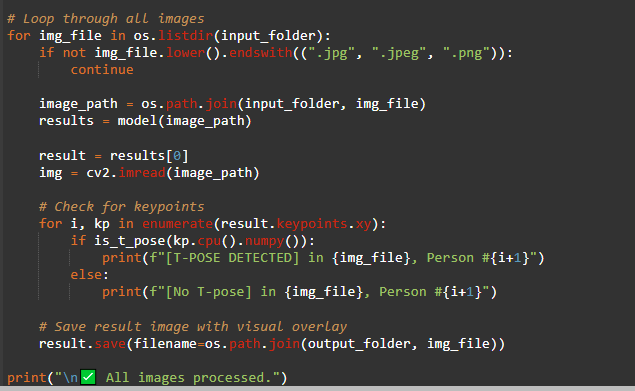 # Loop through all images
for img_file in os.listdir(input_folder):
    if not img_file.lower().endswith((".jpg", ".jpeg", ".png")):
        continue

    image_path = os.path.join(input_folder, img_file)
    results = model(image_path)

    result = results[0]
    img = cv2.imread(image_path)

    # Check for keypoints
    for i, kp in enumerate(result.keypoints.xy):
        if is_t_pose(kp.cpu().numpy()):
            print(f"[T-POSE DETECTED] in {img_file}, Person #{i+1}")
        else:
            print(f"[No T-pose] in {img_file}, Person #{i+1}")

    # Save result image with visual overlay
    result.save(filename=os.path.join(output_folder, img_file))

print("\n✅ All images processed.")